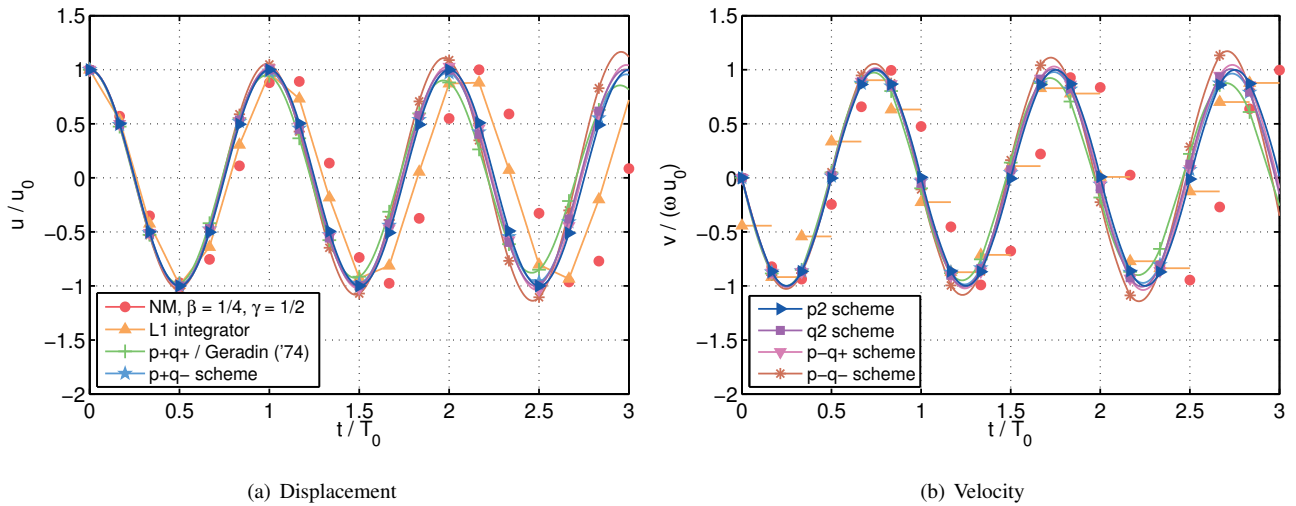 1.5
1
0.5
0
−0.5
−1
−1.5
−2
u / u0
0 0.5 1 1.5 2 2.5 3
t / T0
NM, β = 1/4, γ = 1/2
L1 integrator
p+q+ / Geradin ('74)
p+q− scheme
(a) Displacement
1.5
1
0.5
0
−0.5
−1
−1.5
−2
v / (ω u0)
0 0.5 1 1.5 2 2.5 3
t / T0
p2 scheme
q2 scheme
p−q+ scheme
p−q− scheme
(b) Velocity